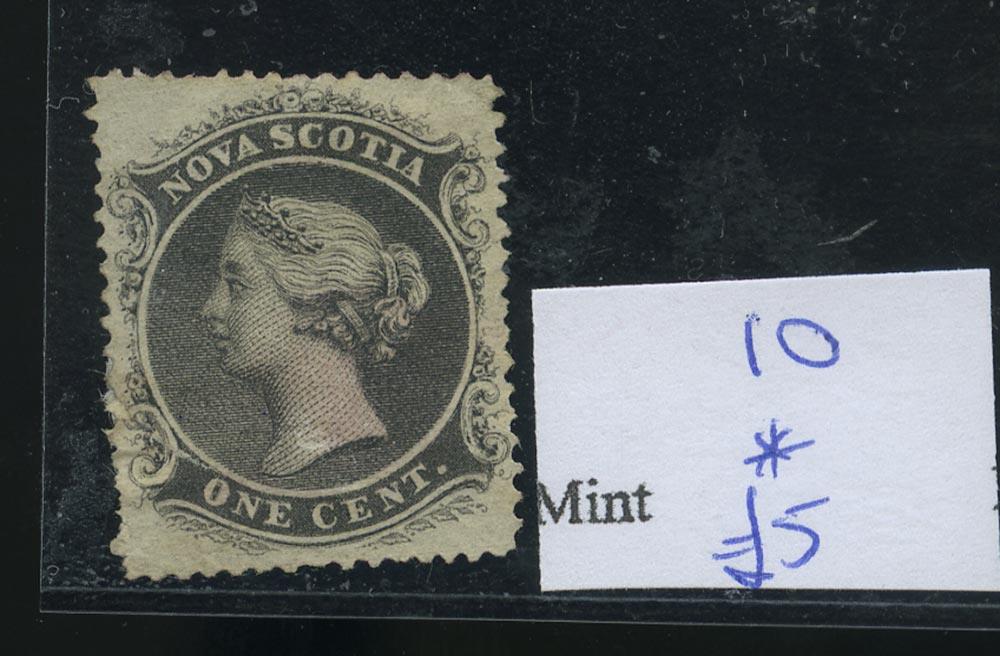 NOVA SCOTIA
ONE CENT.
10
*
Mint
£5